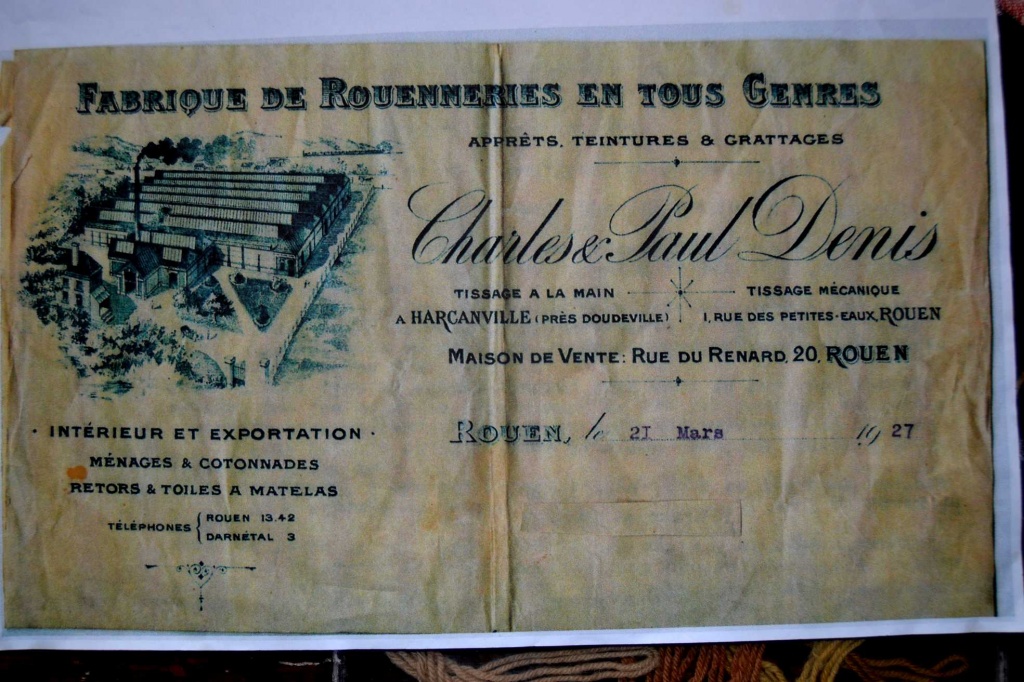 FABRIQUE DE ROUENNERIES EN TOUS GENRES
APPRÊTS, TEINTURES & GRATTAGES
Charles & Paul Denis
TISSAGE A LA MAIN
TISSAGE MÉCANIQUE
A HARCANVILLE (PRÈS DOUDEVILLE)
1, RUE DES PETITES-EAUX, ROUEN
MAISON DE VENTE: RUE DU RENARD, 20, ROUEN
ROUEN, le 21 Mars 1927
· INTÉRIEUR ET EXPORTATION ·
MÉNAGES & COTONNADES
RETORS & TOILES A MATELAS
TÉLÉPHONES { ROUEN 13.42
DARNÉTAL 3